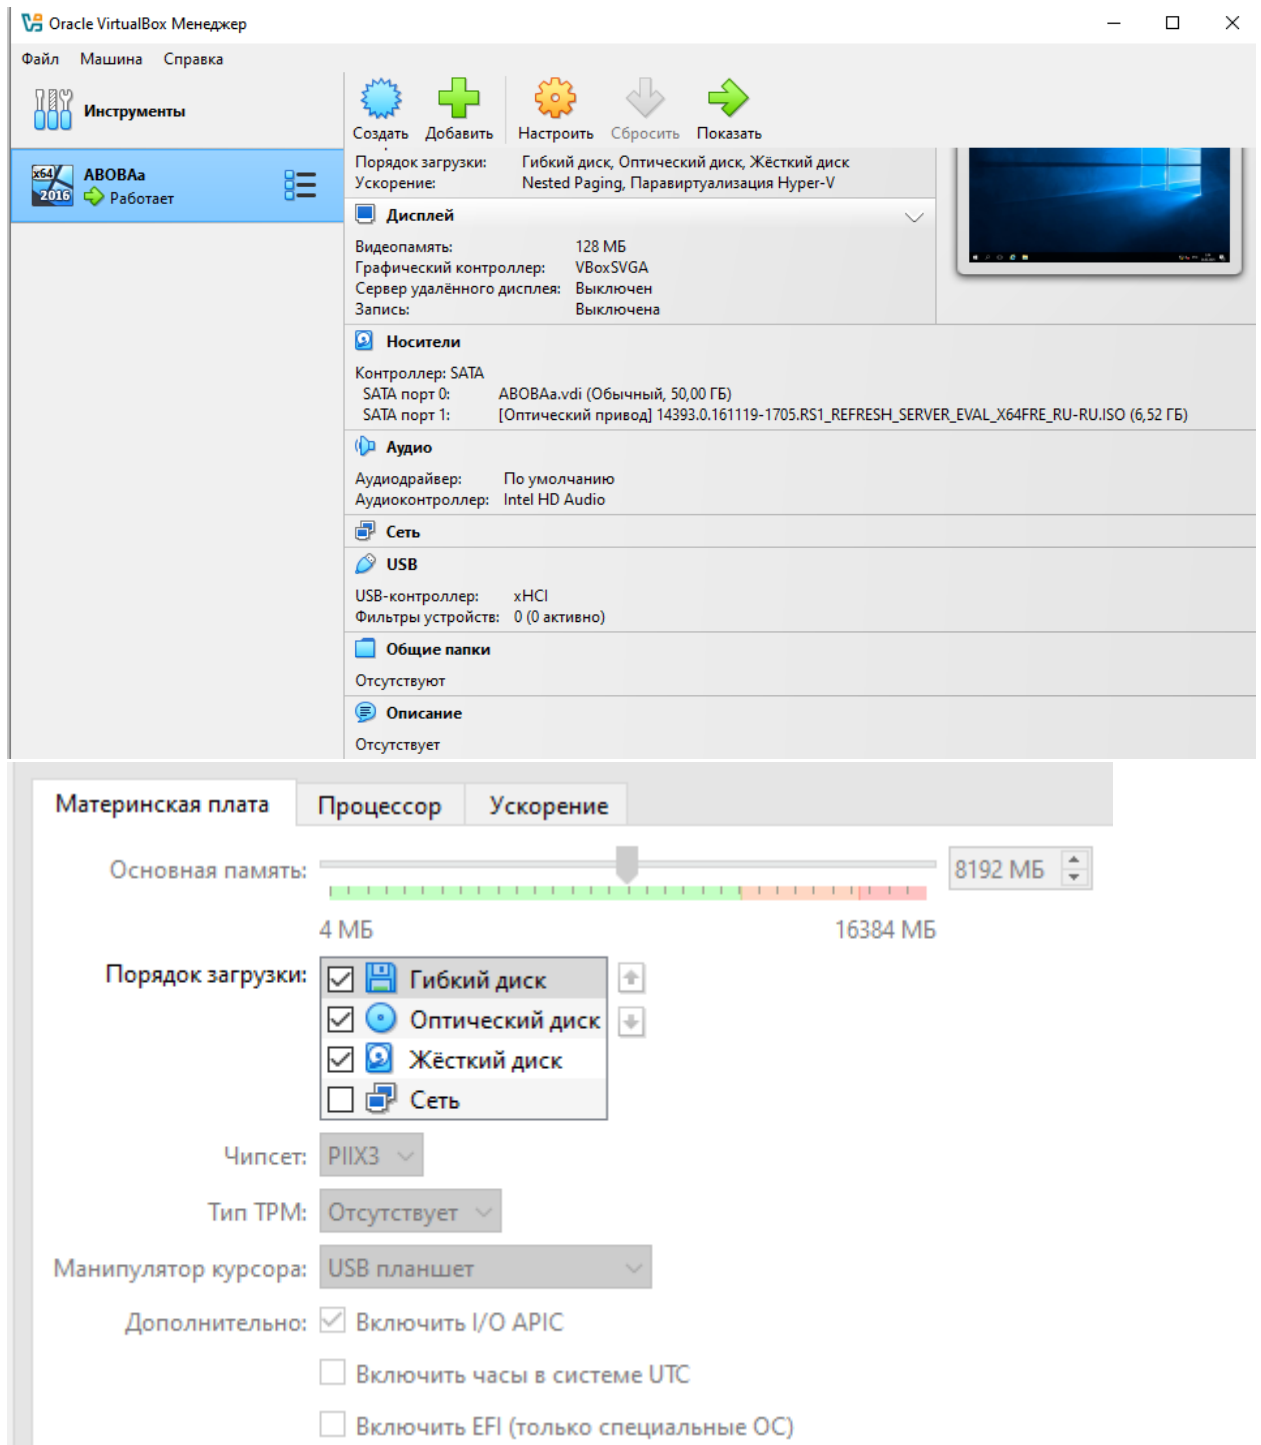 Oracle VirtualBox Менеджер
Файл Машина Справка
Инструменты
Создать Добавить Настроить Сбросить Показать
x64 2016 ABOBAa
Работает
Порядок загрузки: Гибкий диск, Оптический диск, Жёсткий диск
Ускорение: Nested Paging, Паравиртуализация Hyper-V
Дисплей
Видеопамять: 128 МБ
Графический контроллер: VBoxSVGA
Сервер удалённого дисплея: Выключен
Запись: Выключена
Носители
Контроллер: SATA
SATA порт 0: ABOBAa.vdi (Обычный, 50,00 ГБ)
SATA порт 1: [Оптический привод] 14393.0.161119-1705.RS1_REFRESH_SERVER_EVAL_X64FRE_RU-RU.ISO (6,52 ГБ)
Аудио
Аудиодрайвер: По умолчанию
Аудиоконтроллер: Intel HD Audio
Сеть
USB
USB-контроллер: xHCI
Фильтры устройств: 0 (0 активно)
Общие папки
Отсутствуют
Описание
Отсутствует
Материнская плата Процессор Ускорение
Основная память: 8192 МБ
4 МБ 16384 МБ
Порядок загрузки: Гибкий диск
Оптический диск
Жёсткий диск
Сеть
Чипсет: PIIX3
Тип TPM: Отсутствует
Манипулятор курсора: USB планшет
Дополнительно: Включить I/O APIC
Включить часы в системе UTC
Включить EFI (только специальные ОС)